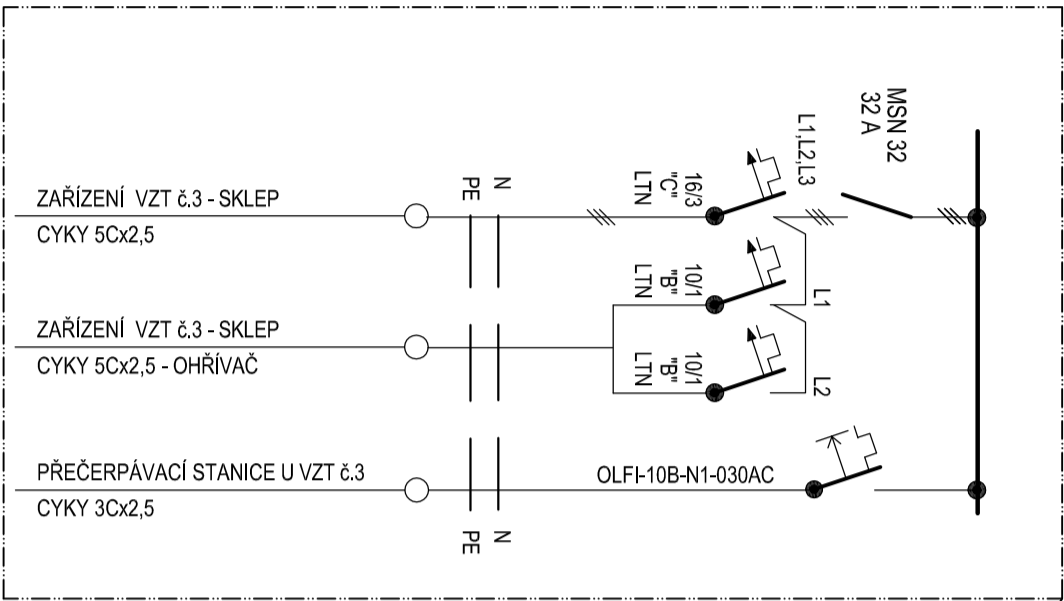 ZAŘÍZENÍ VZT č.3 - SKLEP
CYKY 5Cx2,5
PE
N
16/3
"C"
LTN
L1,L2,L3
MSN 32
32 A
ZAŘÍZENÍ VZT č.3 - SKLEP
CYKY 5Cx2,5 - OHŘÍVAČ
10/1
"B"
LTN
L1
10/1
"B"
LTN
L2
PŘEČERPÁVACÍ STANICE U VZT č.3
CYKY 3Cx2,5
PE
N
OLFI-10B-N1-030AC